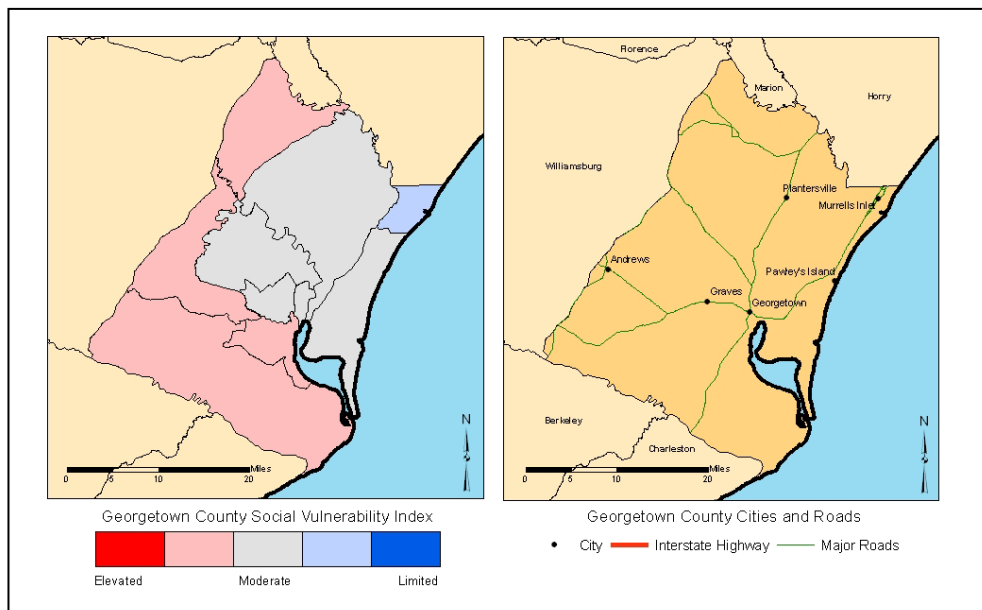 N
Miles
0 5 10 20
Georgetown County Social Vulnerability Index
Elevated Moderate Limited
Florence
Marion
Horry
Williamsburg
Plantersville
Murrells Inlet
Andrews
Pawley's Island
Graves
Georgetown
Berkeley
Charleston
N
Miles
0 5 10 20
Georgetown County Cities and Roads
City Interstate Highway Major Roads